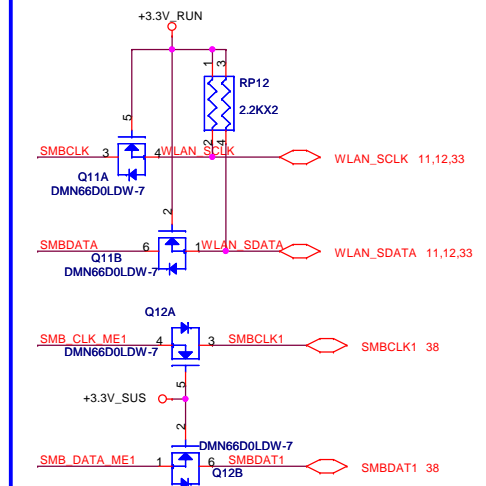 +3.3V_RUN
1
3
RP12
2.2KX2
5
2
4
SMBCLK 3 4 WLAN_SCLK WLAN_SCLK 11,12,33
Q11A
DMN66D0LDW-7
2
SMBDATA 6 1 WLAN_SDATA WLAN_SDATA 11,12,33
Q11B
DMN66D0LDW-7
Q12A
SMB_CLK_ME1 4 3 SMBCLK1 SMBCLK1 38
DMN66D0LDW-7
5
+3.3V_SUS
2
DMN66D0LDW-7
SMB_DATA_ME1 1 6 SMBDAT1 SMBDAT1 38
Q12B